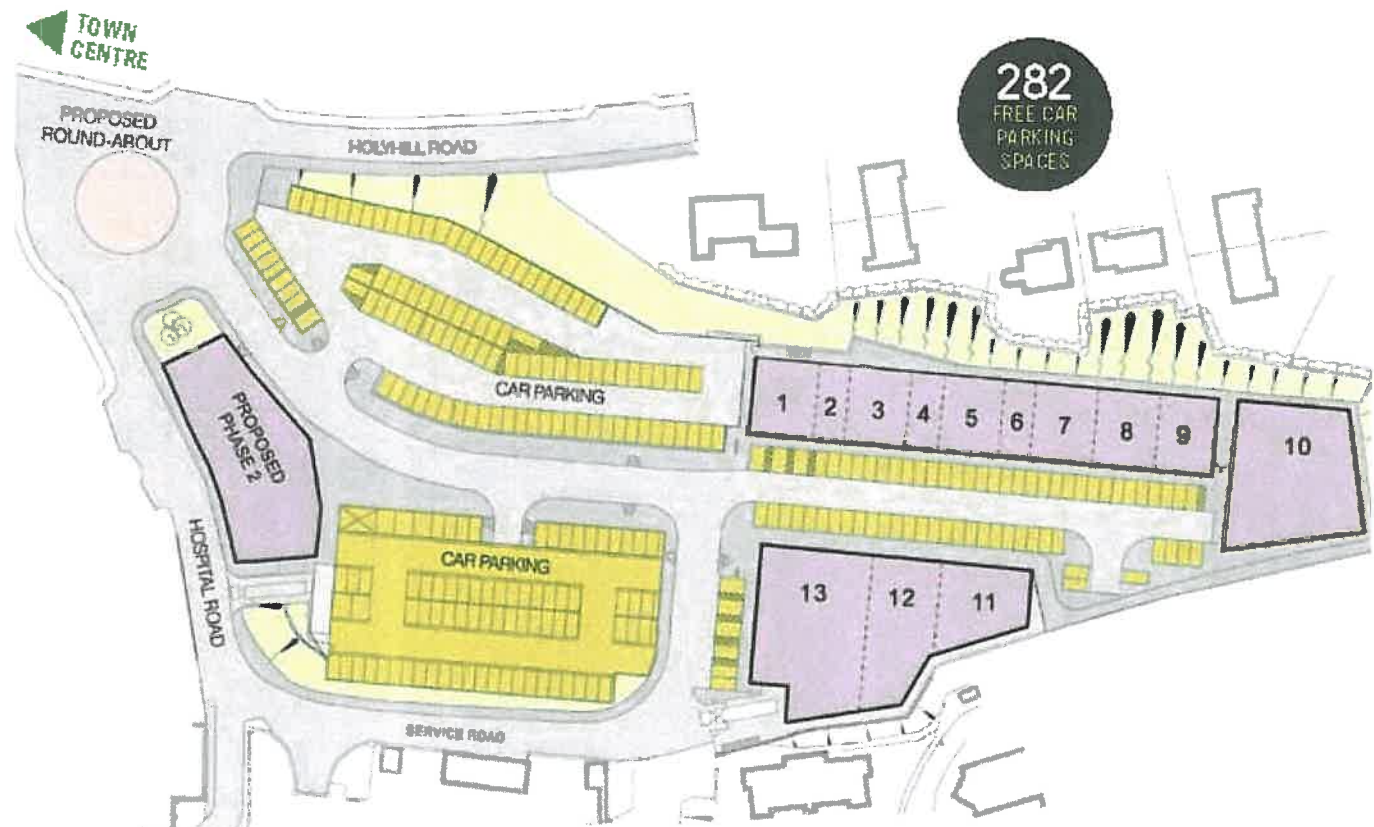 TOWN
CENTRE
282
FREE CAR
PARKING
SPACES
PROPOSED
ROUND-ABOUT
HOLYHILL ROAD
CAR PARKING
1
2
3
4
5
6
7
8
9
10
PROPOSED
PHASE 2
HOSPITAL ROAD
CAR PARKING
13
12
11
SERVICE ROAD